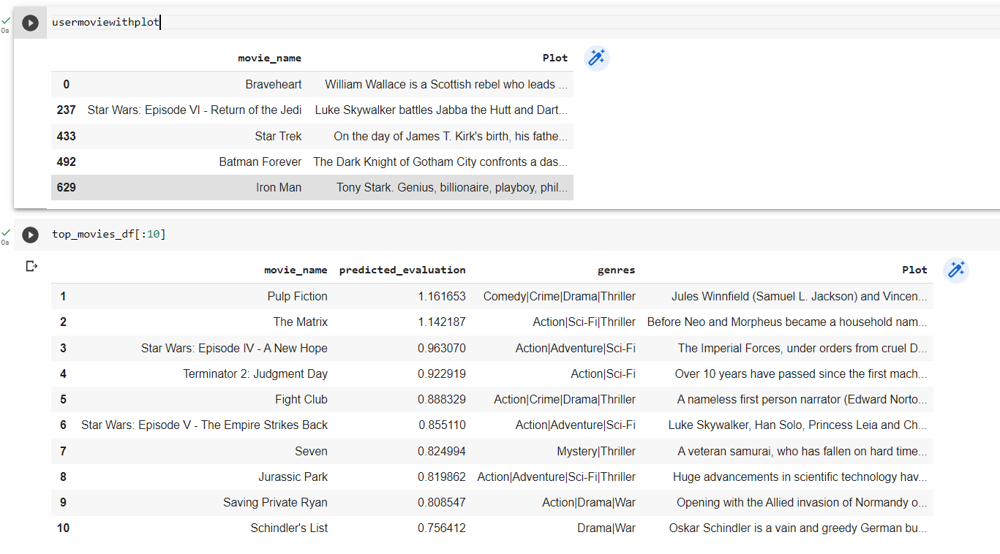 usermoviewithplot
0s
movie_name Plot
0 Braveheart William Wallace is a Scottish rebel who leads ...
237 Star Wars: Episode VI - Return of the Jedi Luke Skywalker battles Jabba the Hutt and Dart...
433 Star Trek On the day of James T. Kirk's birth, his fathe...
492 Batman Forever The Dark Knight of Gotham City confronts a das...
629 Iron Man Tony Stark. Genius, billionaire, playboy, phil...
top_movies_df[:10]
0s
movie_name predicted_evaluation genres Plot
1 Pulp Fiction 1.161653 Comedy|Crime|Drama|Thriller Jules Winnfield (Samuel L. Jackson) and Vincen...
2 The Matrix 1.142187 Action|Sci-Fi|Thriller Before Neo and Morpheus became a household nam...
3 Star Wars: Episode IV - A New Hope 0.963070 Action|Adventure|Sci-Fi The Imperial Forces, under orders from cruel D...
4 Terminator 2: Judgment Day 0.922919 Action|Sci-Fi Over 10 years have passed since the first mach...
5 Fight Club 0.888329 Action|Crime|Drama|Thriller A nameless first person narrator (Edward Norto...
6 Star Wars: Episode V - The Empire Strikes Back 0.855110 Action|Adventure|Sci-Fi Luke Skywalker, Han Solo, Princess Leia and Ch...
7 Seven 0.824994 Mystery|Thriller A veteran samurai, who has fallen on hard time...
8 Jurassic Park 0.819862 Action|Adventure|Sci-Fi|Thriller Huge advancements in scientific technology hav...
9 Saving Private Ryan 0.808547 Action|Drama|War Opening with the Allied invasion of Normandy o...
10 Schindler's List 0.756412 Drama|War Oskar Schindler is a vain and greedy German bu...